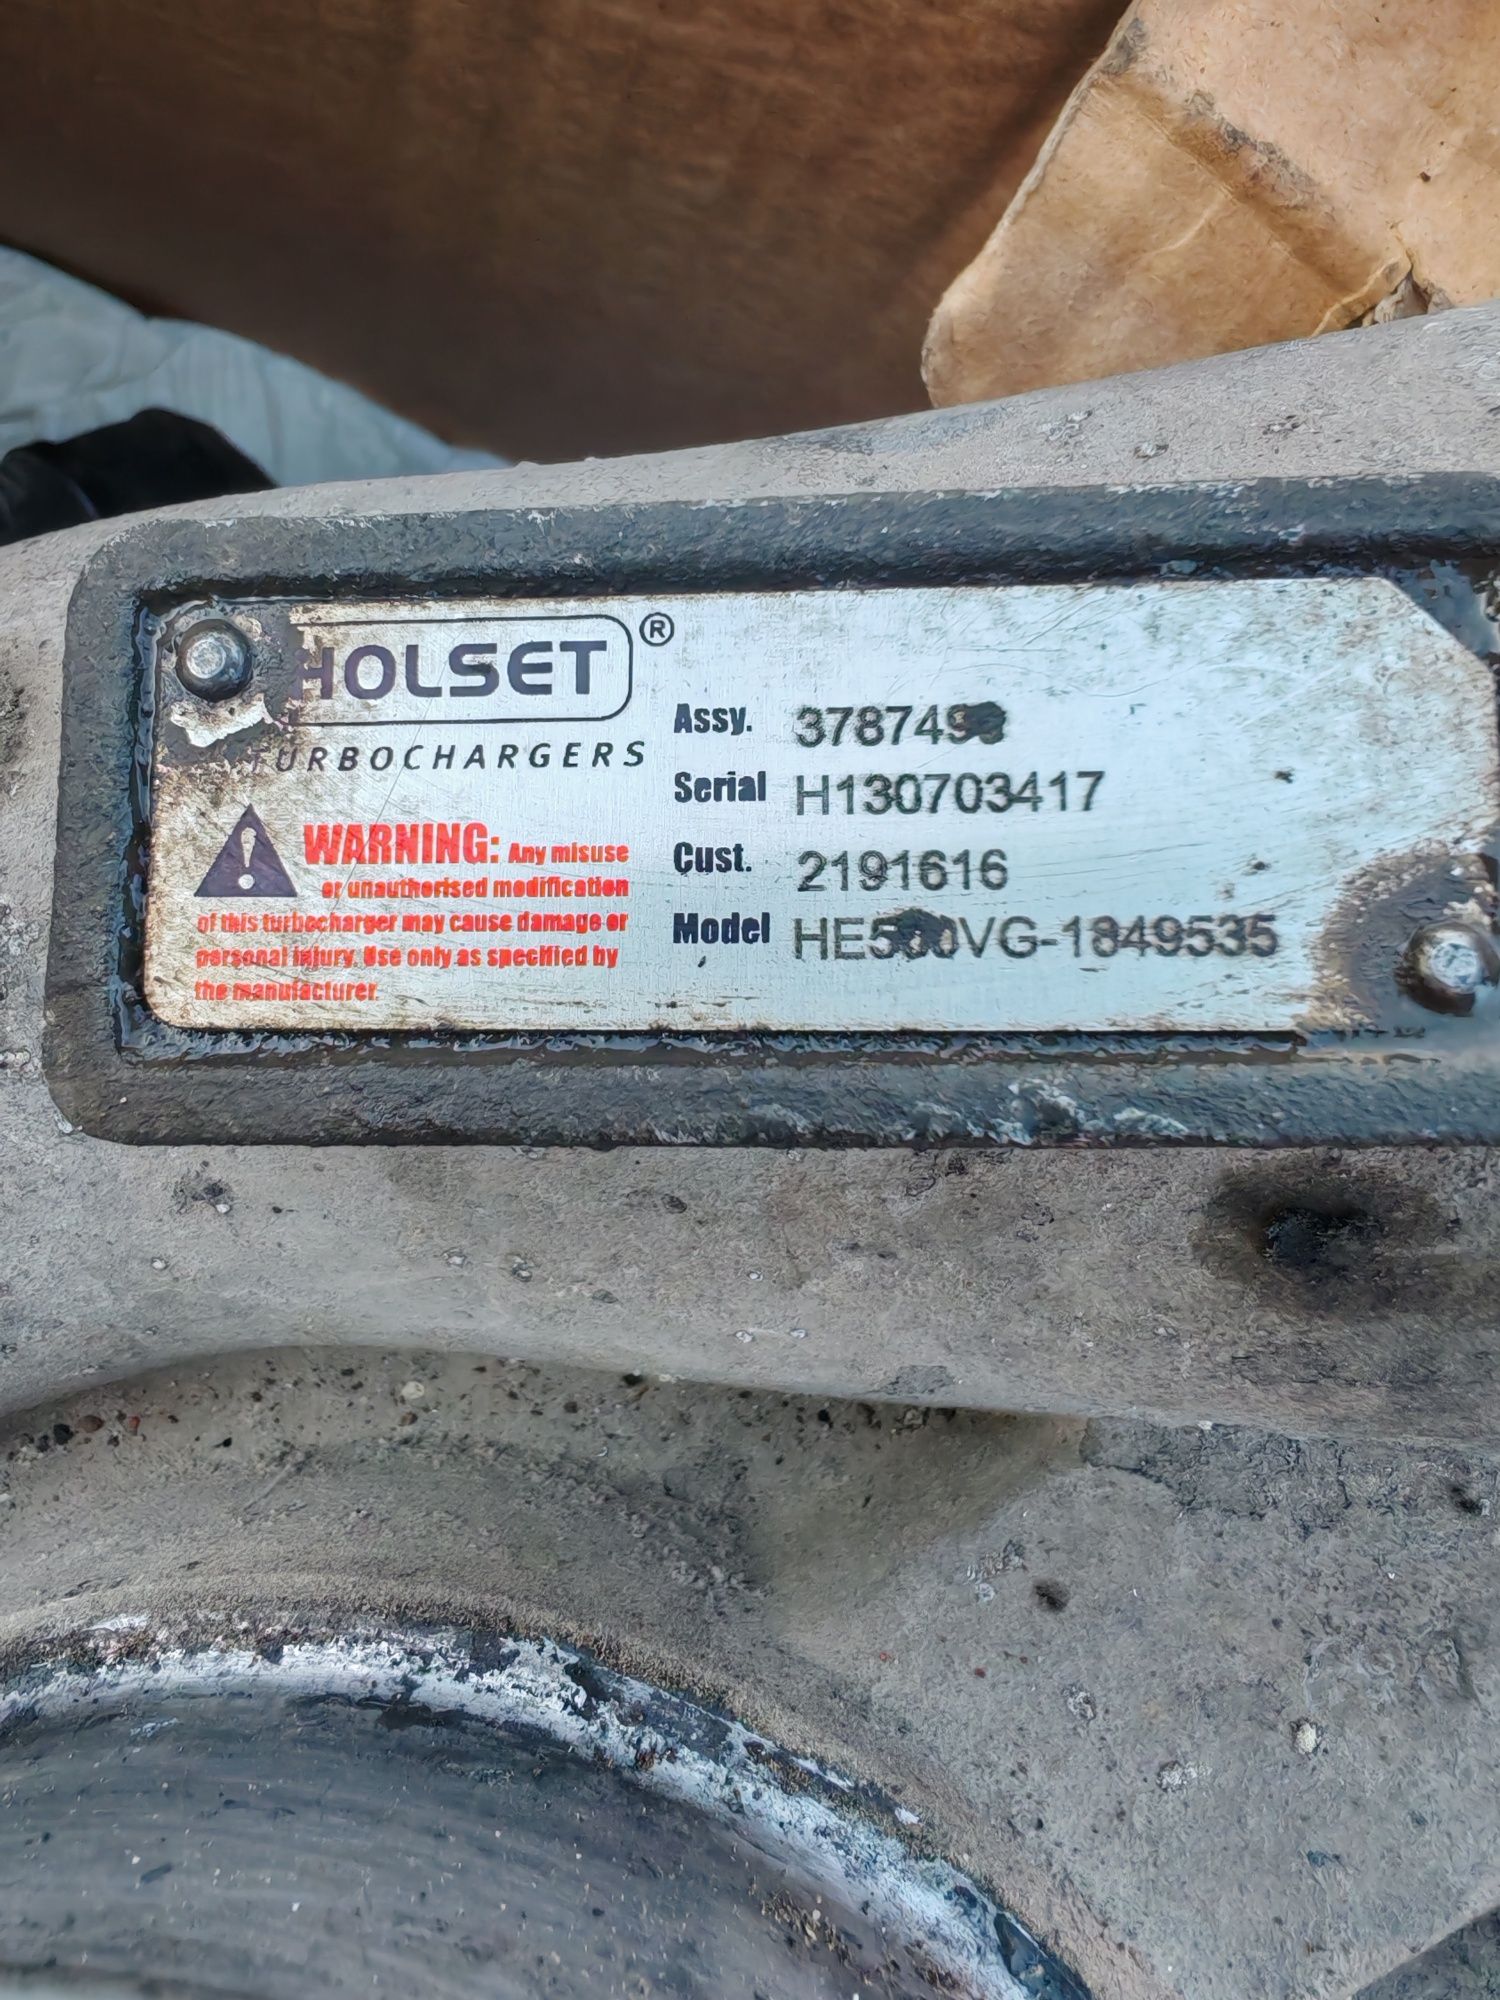 HOLSET ®
TURBOCHARGERS
WARNING: Any misuse
or unauthorised modification
of this turbocharger may cause damage or
personal injury. Use only as specified by
the manufacturer.
Assy.
Serial H130703417
Cust. 2191616
Model